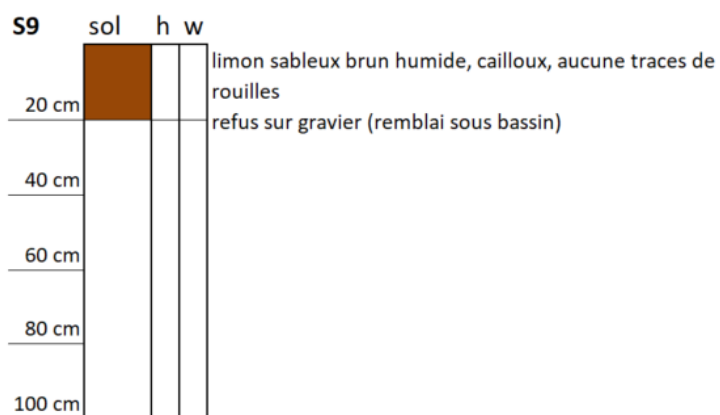 S9 sol h w
limon sableux brun humide, cailloux, aucune traces de
rouilles
20 cm
refus sur gravier (remblai sous bassin)
40 cm
60 cm
80 cm
100 cm